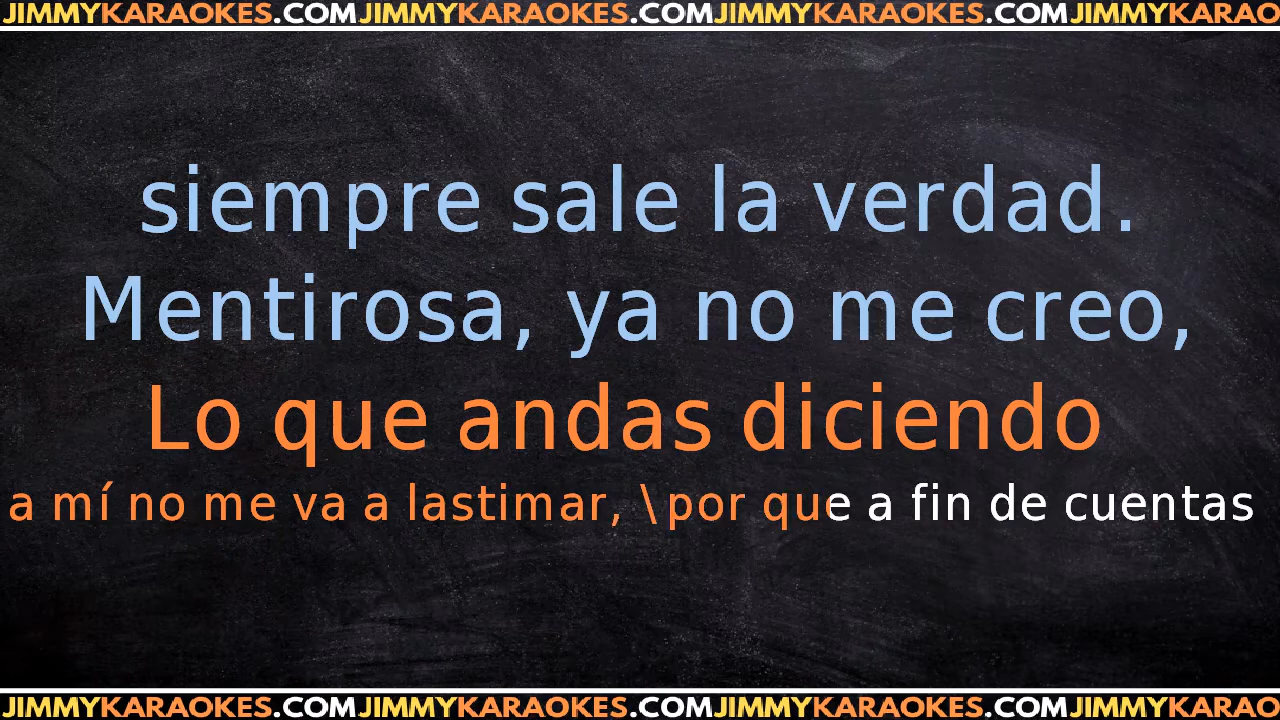 JIMMYKARAOKES.COMJIMMYKARAOKES.COMJIMMYKARAOKES.COMJIMMYKARAO
siempre sale la verdad.
Mentirosa, ya no me creo,
Lo que andas diciendo
a mí no me va a lastimar, \por que a fin de cuentas
JIMMYKARAOKES.COMJIMMYKARAOKES.COMJIMMYKARAOKES.COMJIMMYKARAO